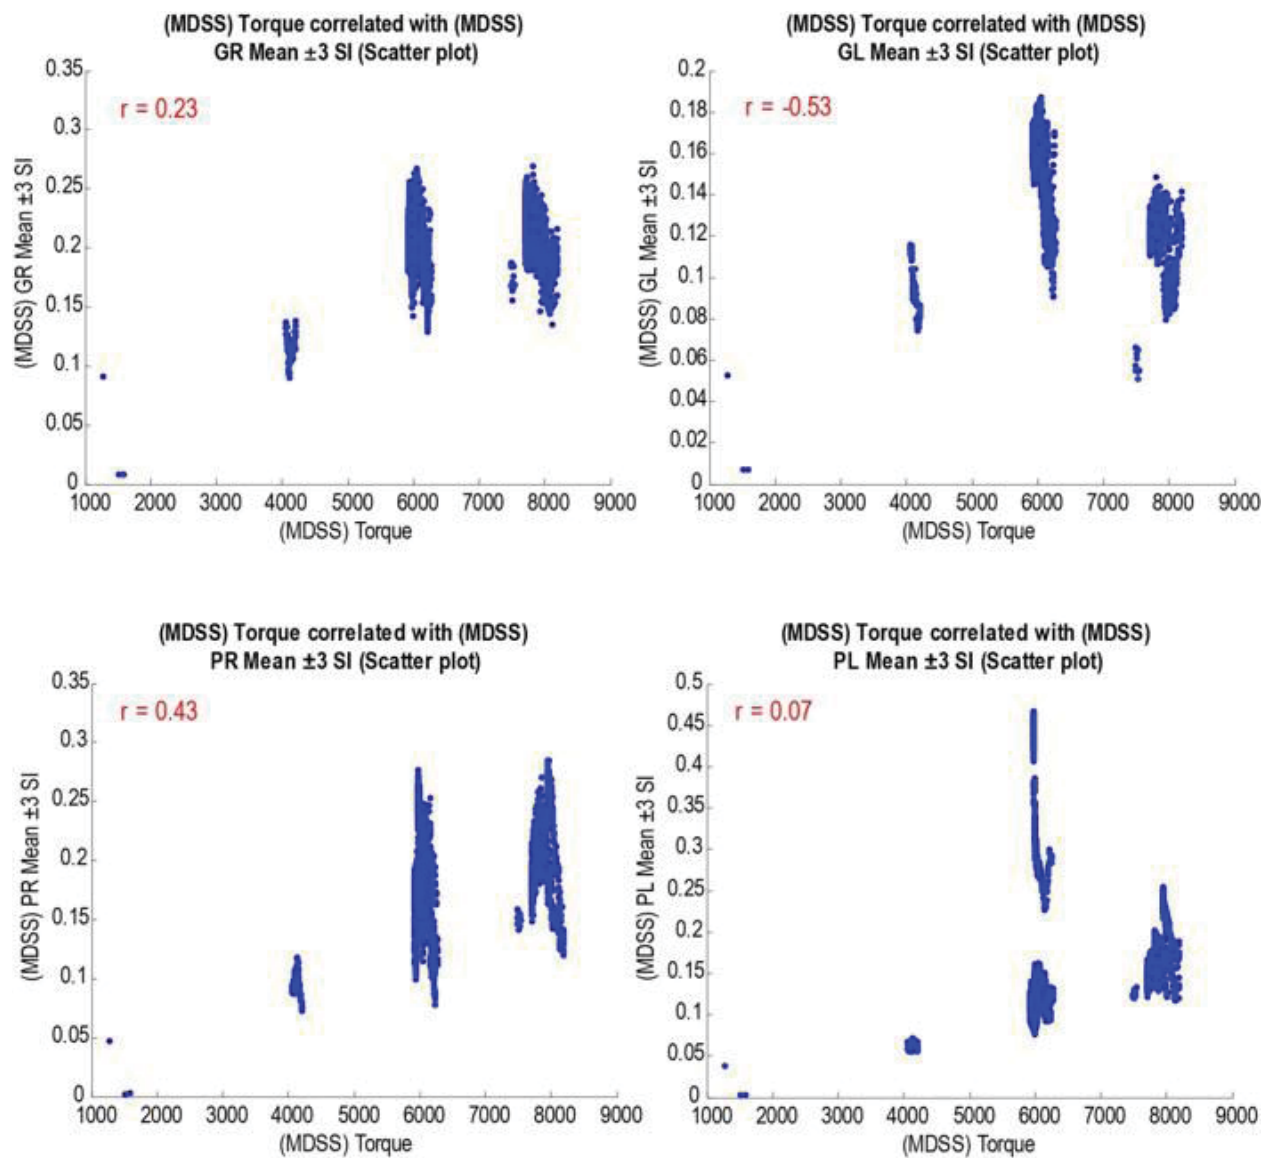 (MDSS) Torque correlated with (MDSS)
GR Mean ±3 SI (Scatter plot)
r = 0.23
(MDSS) GR Mean ±3 SI
0.35
0.3
0.25
0.2
0.15
0.1
0.05
0
1000 2000 3000 4000 5000 6000 7000 8000 9000
(MDSS) Torque
(MDSS) Torque correlated with (MDSS)
GL Mean ±3 SI (Scatter plot)
r = -0.53
(MDSS) GL Mean ±3 SI
0.2
0.18
0.16
0.14
0.12
0.1
0.08
0.06
0.04
0.02
0
1000 2000 3000 4000 5000 6000 7000 8000 9000
(MDSS) Torque
(MDSS) Torque correlated with (MDSS)
PR Mean ±3 SI (Scatter plot)
r = 0.43
(MDSS) PR Mean ±3 SI
0.35
0.3
0.25
0.2
0.15
0.1
0.05
0
1000 2000 3000 4000 5000 6000 7000 8000 9000
(MDSS) Torque
(MDSS) Torque correlated with (MDSS)
PL Mean ±3 SI (Scatter plot)
r = 0.07
(MDSS) PL Mean ±3 SI
0.5
0.45
0.4
0.35
0.3
0.25
0.2
0.15
0.1
0.05
0
1000 2000 3000 4000 5000 6000 7000 8000 9000
(MDSS) Torque